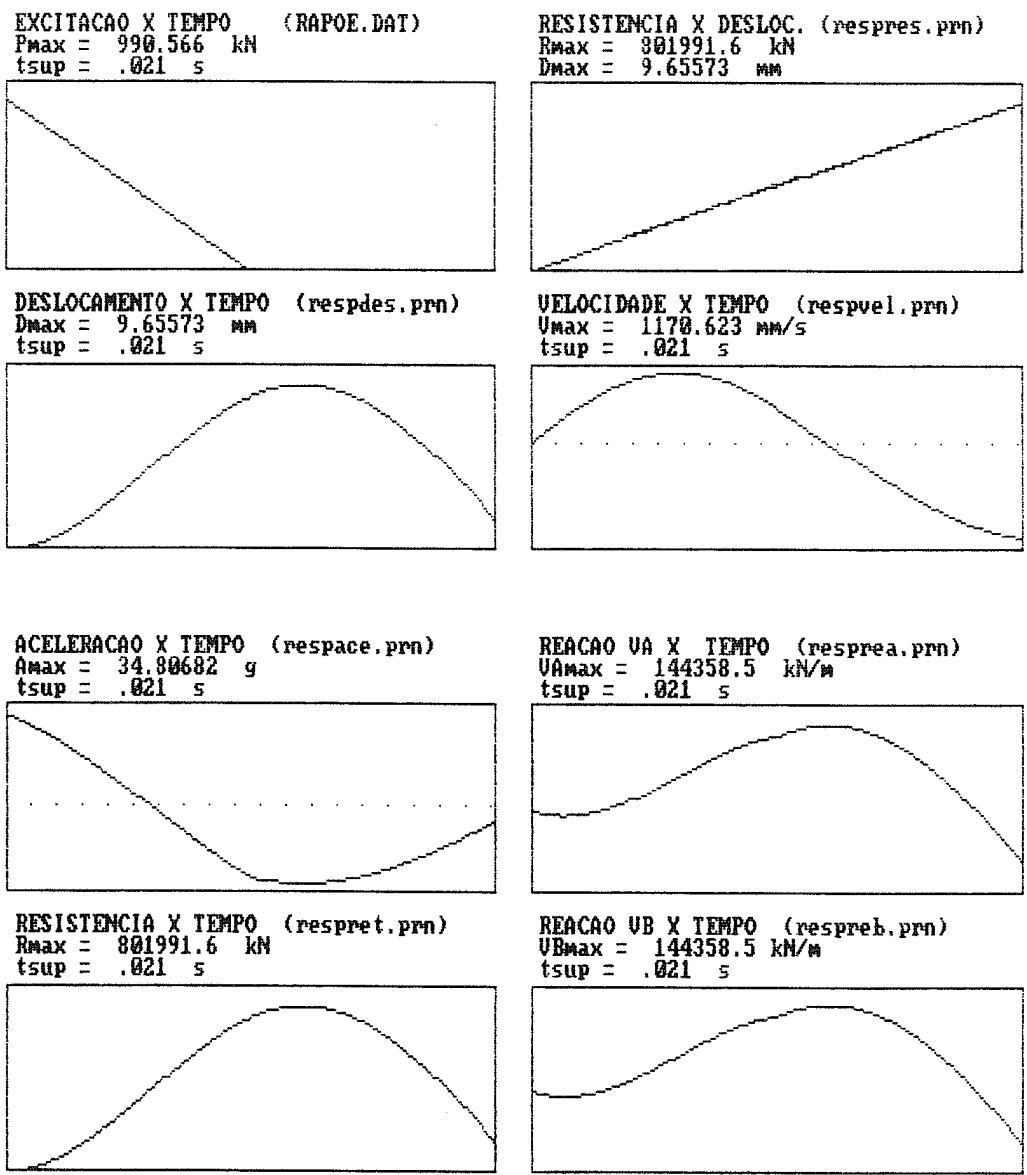 EXCITACAO X TEMPO (RAPOE.DAT)
Pmax = 990.566 kN
tsup = .021 s
RESISTENCIA X DESLOC. (respres.prn)
Rmax = 801991.6 kN
Dmax = 9.65573 mm
DESLOCAMENTO X TEMPO (respdes.prn)
Dmax = 9.65573 mm
tsup = .021 s
VELOCIDADE X TEMPO (respvel.prn)
Vmax = 1170.623 mm/s
tsup = .021 s
ACELERACAO X TEMPO (respace.prn)
Amax = 34.80682 g
tsup = .021 s
REACAO VA X TEMPO (resprea.prn)
VAmax = 144358.5 kN/m
tsup = .021 s
RESISTENCIA X TEMPO (respret.prn)
Rmax = 801991.6 kN
tsup = .021 s
REACAO VB X TEMPO (respreb.prn)
VBmax = 144358.5 kN/m
tsup = .021 s